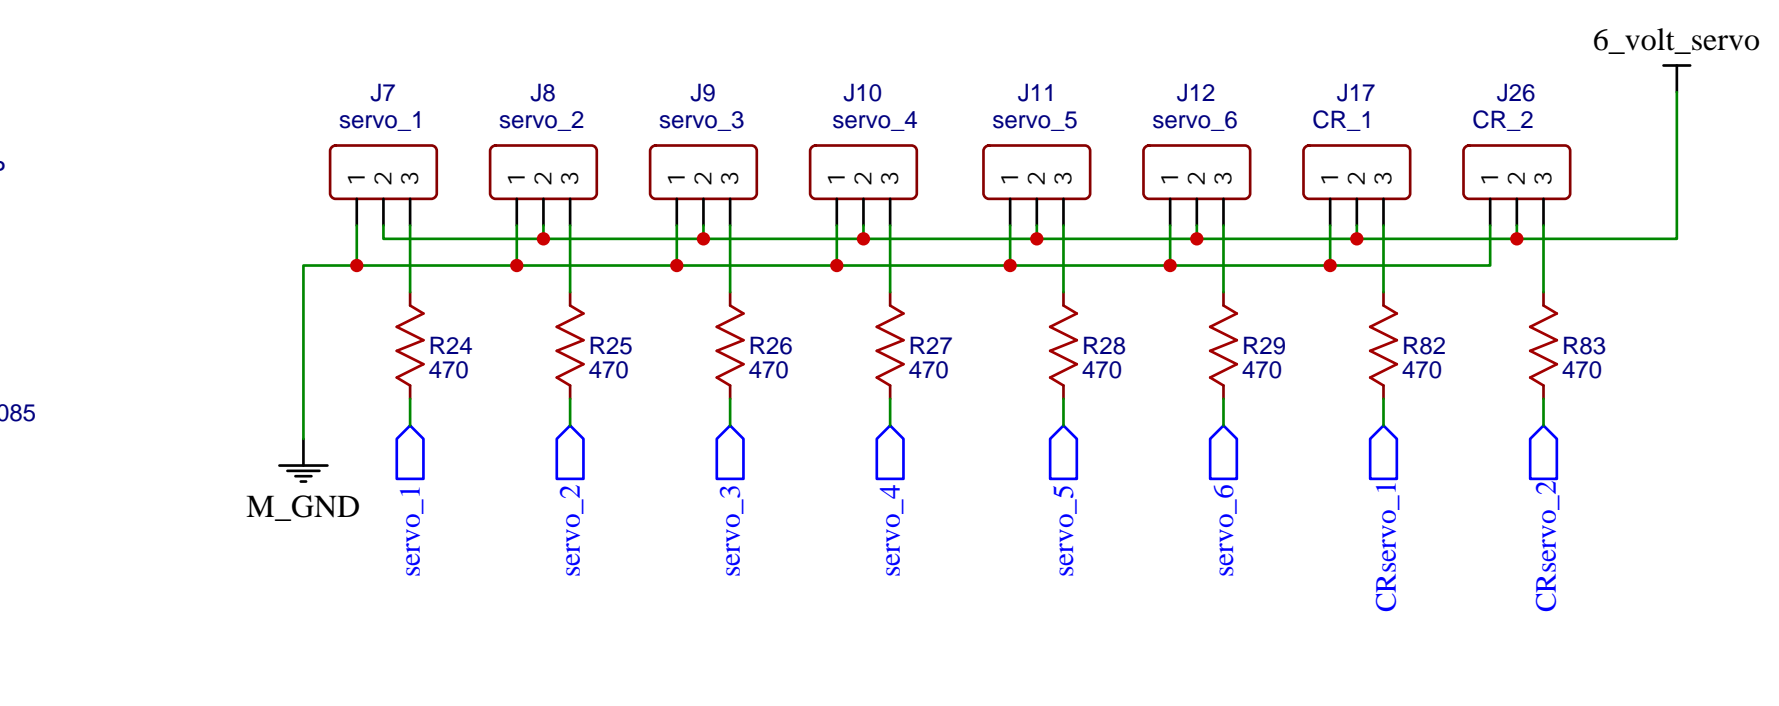 6_volt_servo
J7
servo_1
J8
servo_2
J9
servo_3
J10
servo_4
J11
servo_5
J12
servo_6
J17
CR_1
J26
CR_2
1 2 3
1 2 3
1 2 3
1 2 3
1 2 3
1 2 3
1 2 3
1 2 3
R24
470
R25
470
R26
470
R27
470
R28
470
R29
470
R82
470
R83
470
085
M_GND
servo_1
servo_2
servo_3
servo_4
servo_5
servo_6
CRservo_1
CRservo_2